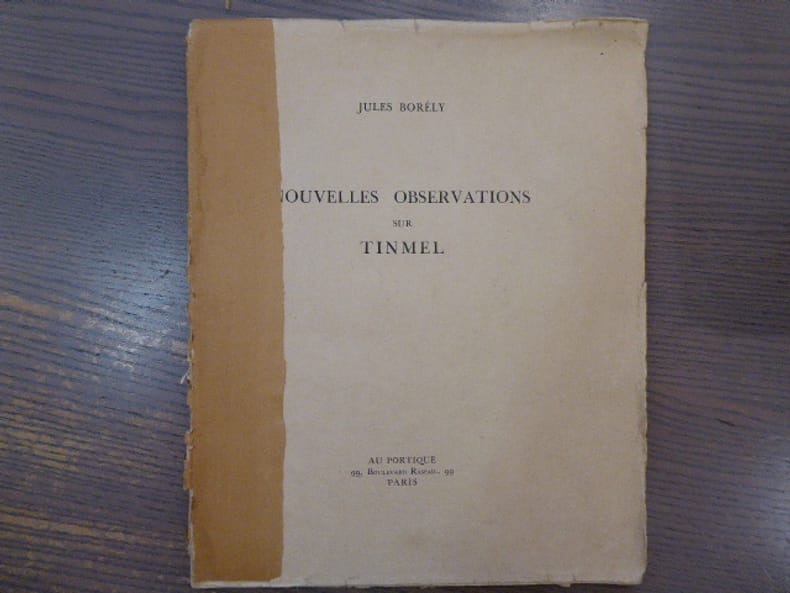 JULES BORÉLY
NOUVELLES OBSERVATIONS
SUR
TINMEL
AU PORTIQUE
99, BOULEVARD RASPAIL, 99
PARIS